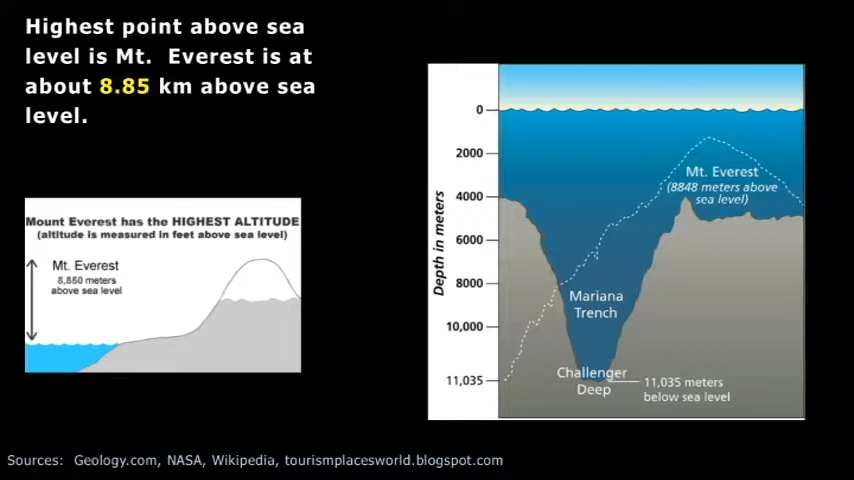 Highest point above sea
level is Mt.  Everest is at
about 8.85 km above sea
level.
Mount Everest has the HIGHEST ALTITUDE
(altitude is measured in feet above sea level)
Mt. Everest
8,850 meters
above sea level
Depth in meters
0
2000
4000
6000
8000
10,000
11,035
Mt. Everest
(8848 meters above
sea level)
Mariana
Trench
Challenger
Deep
11,035 meters
below sea level
Sources:  Geology.com, NASA, Wikipedia, tourismplacesworld.blogspot.com